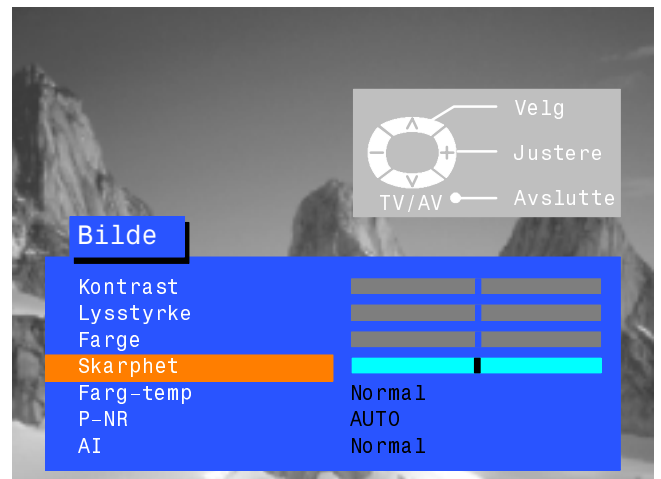 Velg
Justere
TV/AV Avslutte
Bilde
Kontrast
Lysstyrke
Farge
Skarphet
Farg-temp Normal
P-NR AUTO
AI Normal